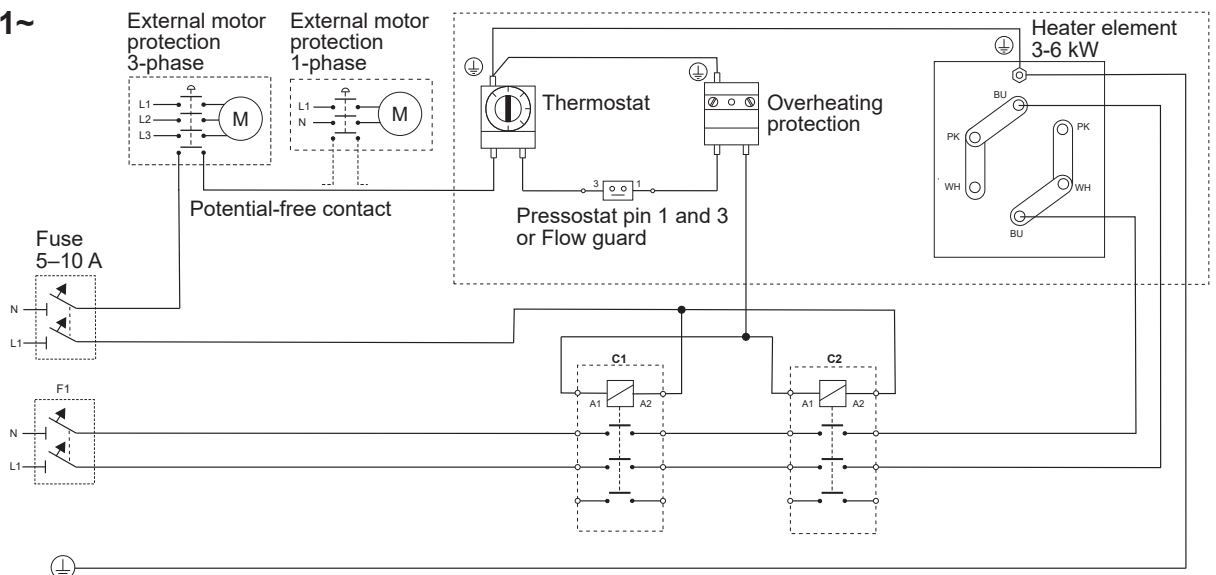 1~
External motor
protection
3-phase
External motor
protection
1-phase
Heater element
3-6 kW
L1
L2
L3
M
L1
N
M
Thermostat
Overheating
protection
BU
PK
PK
WH
WH
BU
3
1
Potential-free contact
Pressostat pin 1 and 3
or Flow guard
Fuse
5–10 A
N
L1
C1
C2
A1
A2
A1
A2
F1
N
L1